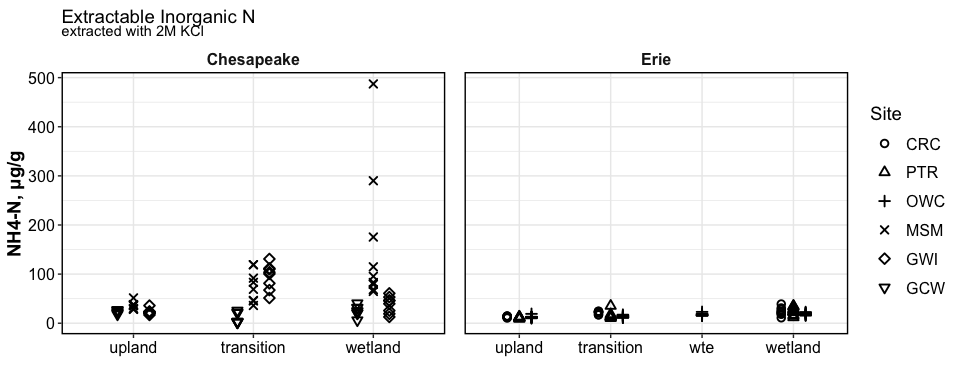 Extractable Inorganic N
extracted with 2M KCl
Chesapeake
Erie
NH4-N, µg/g
500
400
300
200
100
0
upland transition wetland
upland transition wte wetland
Site
CRC
PTR
OWC
MSM
GWI
GCW